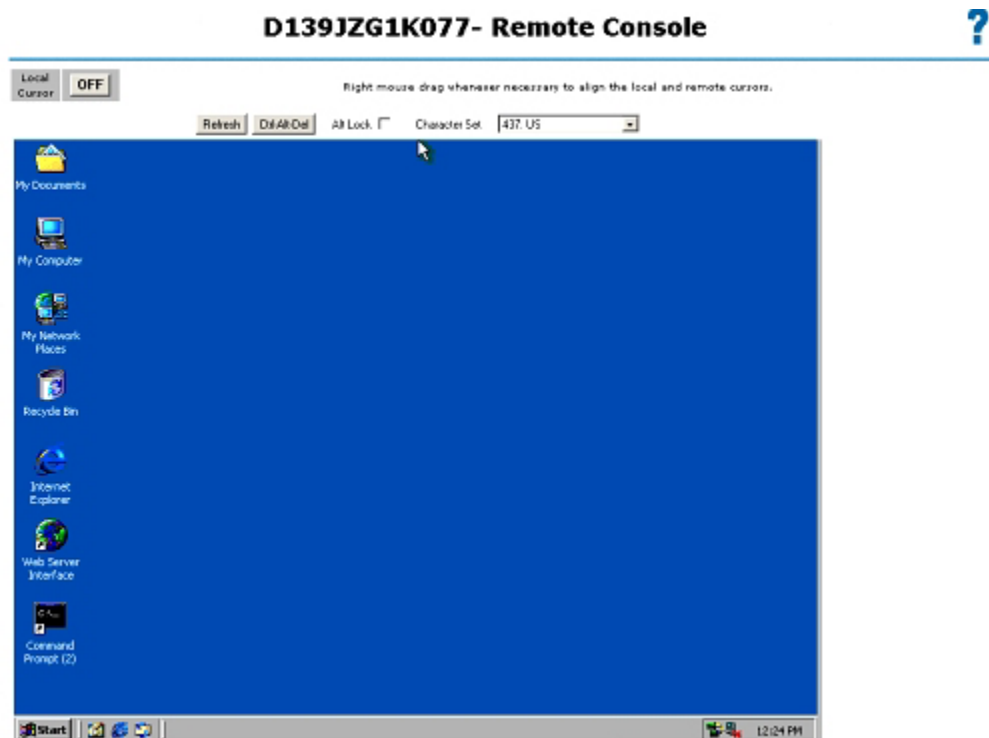 D139JZG1K077- Remote Console
?
Local
Cursor
OFF
Right mouse drag whenever necessary to align the local and remote cursors.
Refresh
Ctrl-Alt-Del
Alt Lock
Character Set
437. US
My Documents
My Computer
My Network
Places
Recycle Bin
Internet
Explorer
Web Server
Interface
Command
Prompt (2)
Start
12:24 PM